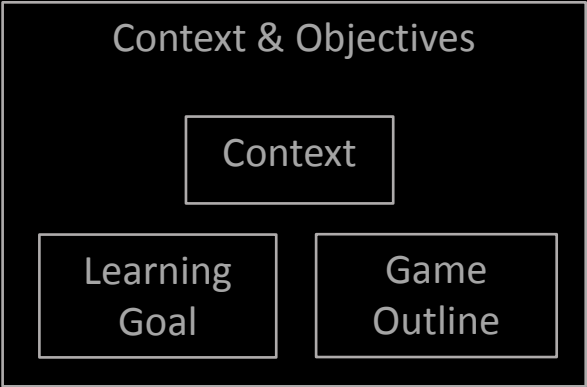 Context & Objectives
Context
Learning
Goal
Game
Outline